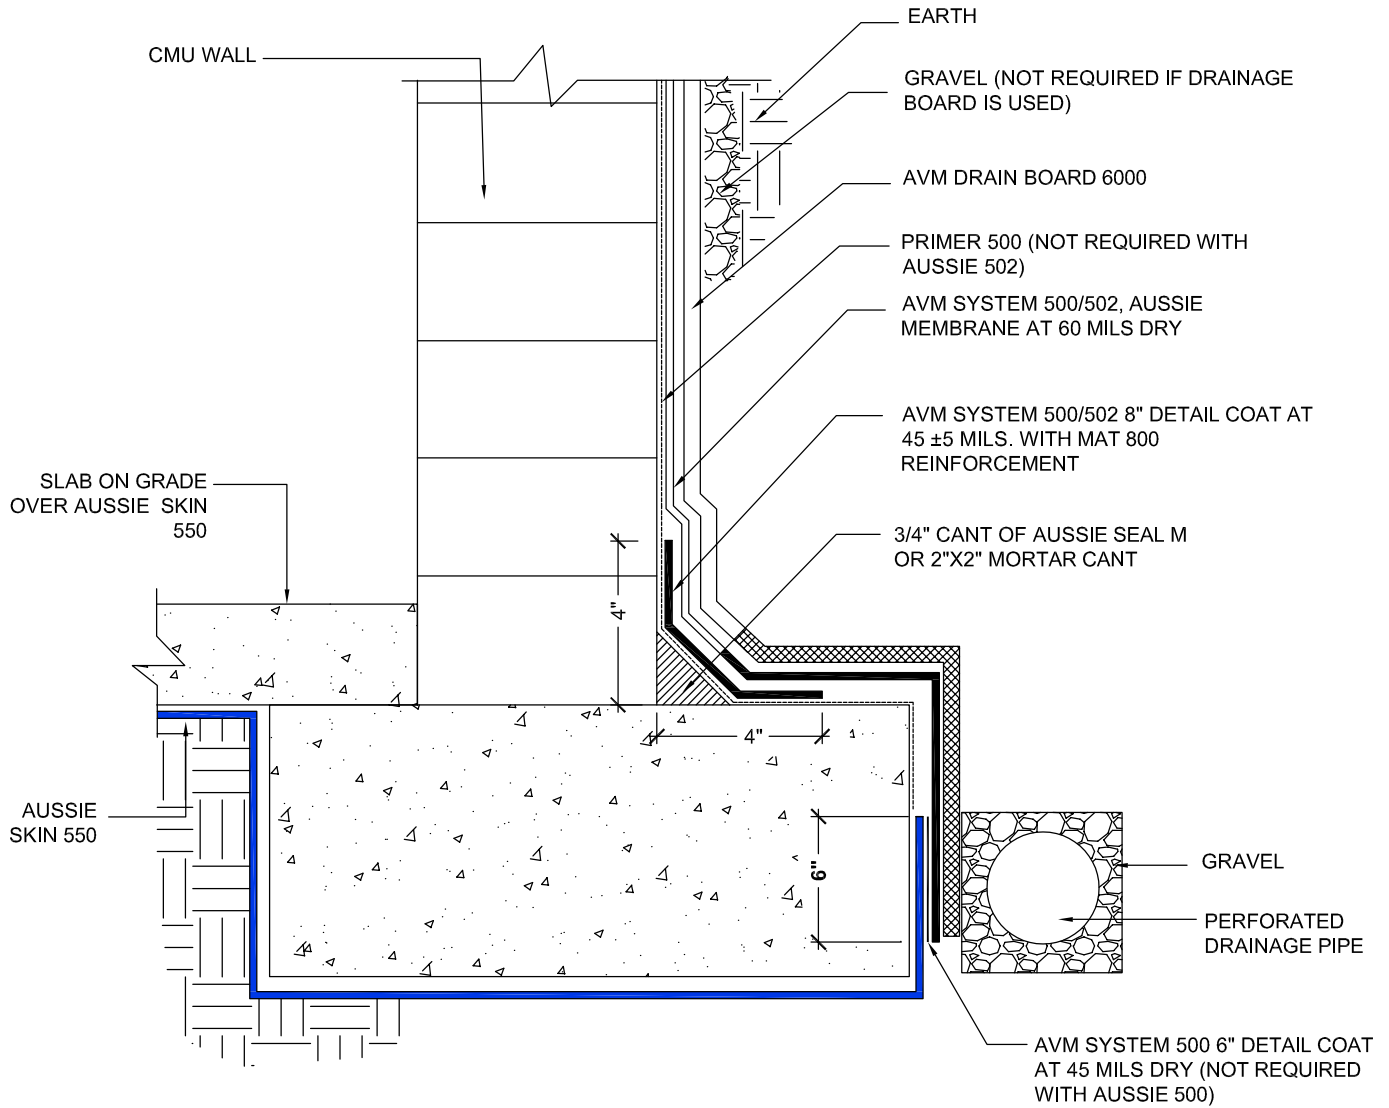 EARTH
CMU WALL
GRAVEL (NOT REQUIRED IF DRAINAGE
BOARD IS USED)
AVM DRAIN BOARD 6000
PRIMER 500 (NOT REQUIRED WITH
AUSSIE 502)
AVM SYSTEM 500/502, AUSSIE
MEMBRANE AT 60 MILS DRY
AVM SYSTEM 500/502 8" DETAIL COAT AT
45 ±5 MILS. WITH MAT 800
REINFORCEMENT
SLAB ON GRADE
OVER AUSSIE SKIN
550
3/4" CANT OF AUSSIE SEAL M
OR 2"X2" MORTAR CANT
4"
4"
AUSSIE
SKIN 550
6"
GRAVEL
PERFORATED
DRAINAGE PIPE
AVM SYSTEM 500 6" DETAIL COAT
AT 45 MILS DRY (NOT REQUIRED
WITH AUSSIE 500)